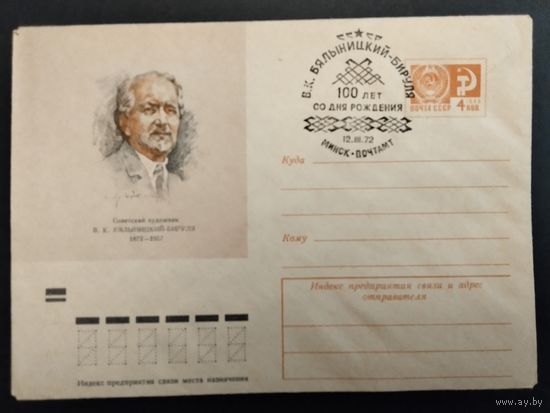 В.К. БЯЛЫНИЦКИЙ-БИРУЛЯ
100 ЛЕТ
СО ДНЯ РОЖДЕНИЯ
12.III.72
МИНСК-ПОЧТАМТ
ПОЧТА СССР
4 КОП
Советский художник
В. К. БЯЛЫНИЦКИЙ-БИРУЛЯ
1872—1957
Куда
Кому
Индекс предприятия связи и адрес
отправителя
Индекс предприятия связи места назначения
www.ay.by